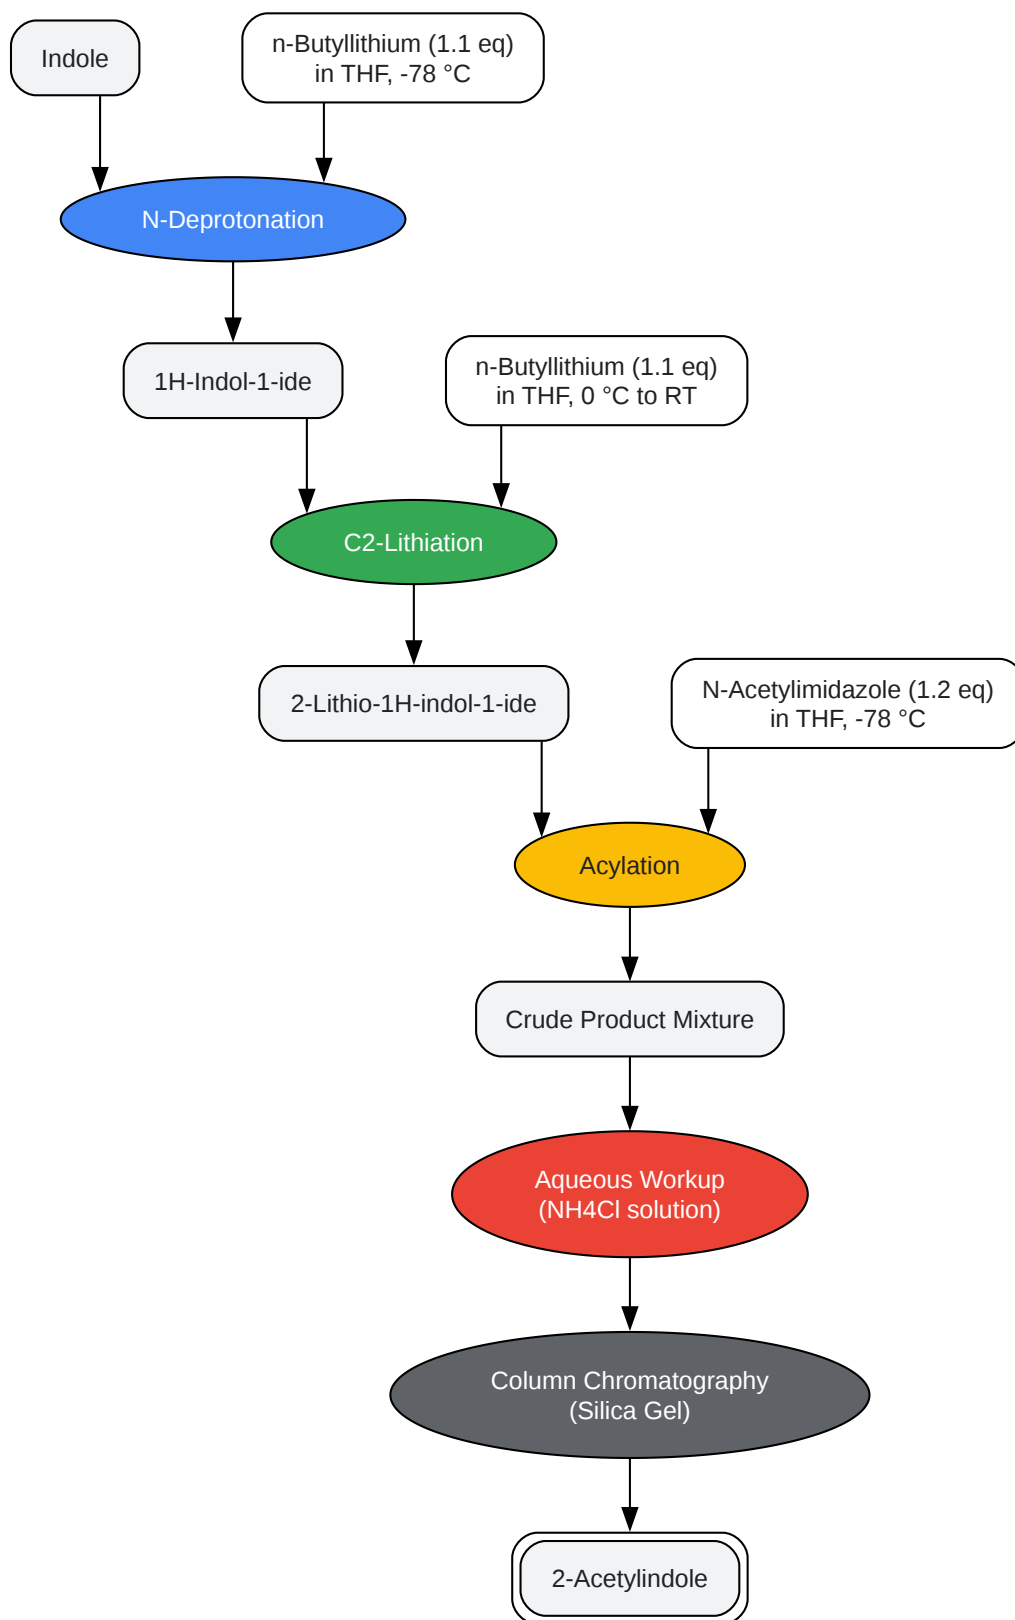 Indole
n-Butyllithium (1.1 eq)
in THF, -78 °C
N-Deprotonation
1H-Indol-1-ide
n-Butyllithium (1.1 eq)
in THF, 0 °C to RT
C2-Lithiation
2-Lithio-1H-indol-1-ide
N-Acetylimidazole (1.2 eq)
in THF, -78 °C
Acylation
Crude Product Mixture
Aqueous Workup
(NH4Cl solution)
Column Chromatography
(Silica Gel)
2-Acetylindole